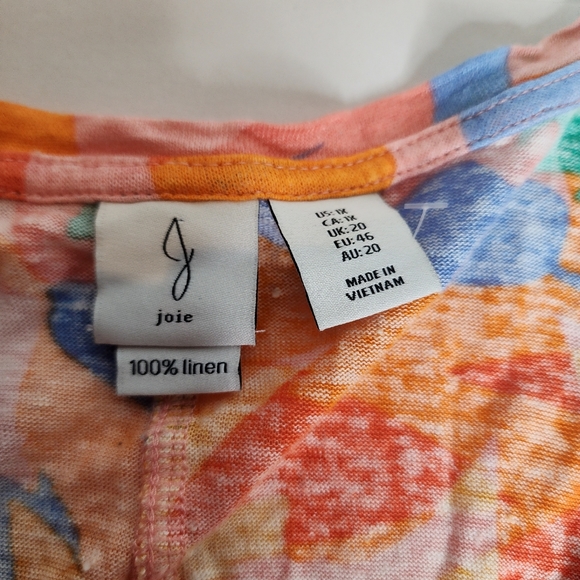 J
joie
100% linen
US: 1X
CA: 1X
UK: 20
EU: 46
AU: 20
MADE IN
VIETNAM